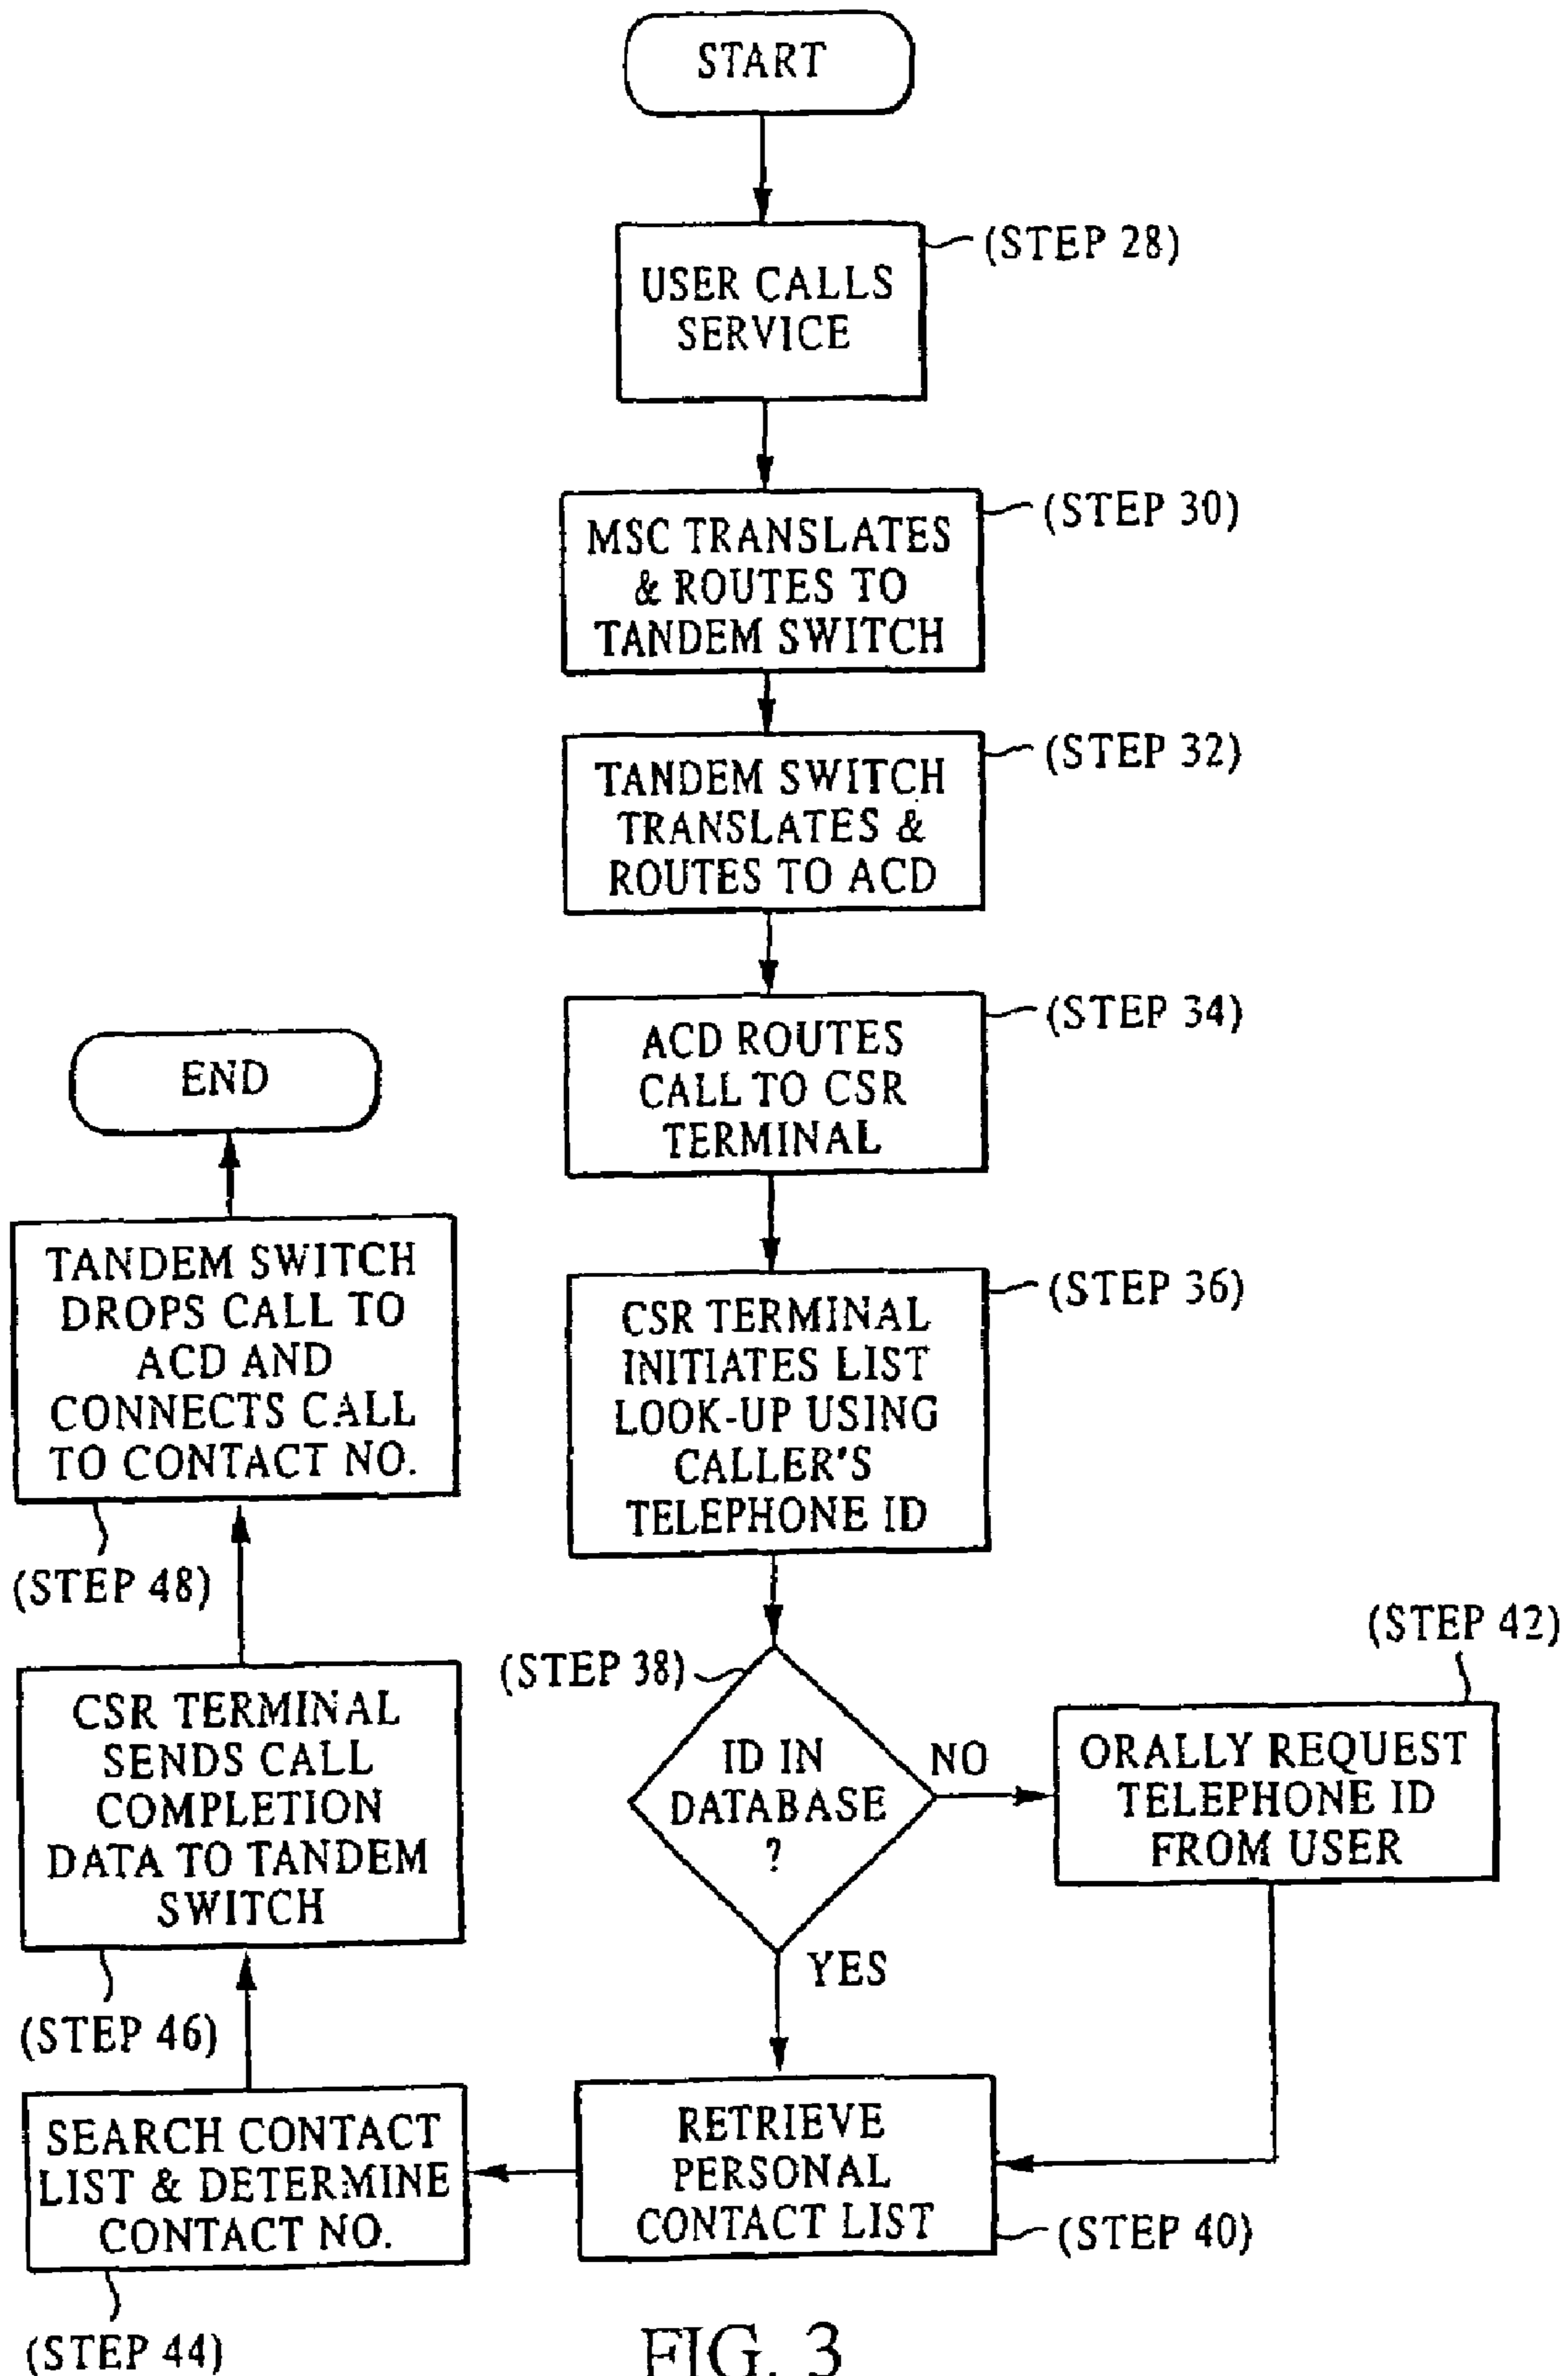 START
USER CALLS
SERVICE
(STEP 28)
MSC TRANSLATES
& ROUTES TO
TANDEM SWITCH
(STEP 30)
TANDEM SWITCH
TRANSLATES &
ROUTES TO ACD
(STEP 32)
ACD ROUTES
CALL TO CSR
TERMINAL
(STEP 34)
CSR TERMINAL
INITIATES LIST
LOOK-UP USING
CALLER'S
TELEPHONE ID
(STEP 36)
(STEP 38)
ID IN
DATABASE
?
NO
YES
(STEP 42)
ORALLY REQUEST
TELEPHONE ID
FROM USER
RETRIEVE
PERSONAL
CONTACT LIST
(STEP 40)
SEARCH CONTACT
LIST & DETERMINE
CONTACT NO.
(STEP 44)
CSR TERMINAL
SENDS CALL
COMPLETION
DATA TO TANDEM
SWITCH
(STEP 46)
TANDEM SWITCH
DROPS CALL TO
ACD AND
CONNECTS CALL
TO CONTACT NO.
(STEP 48)
END
FIG. 3